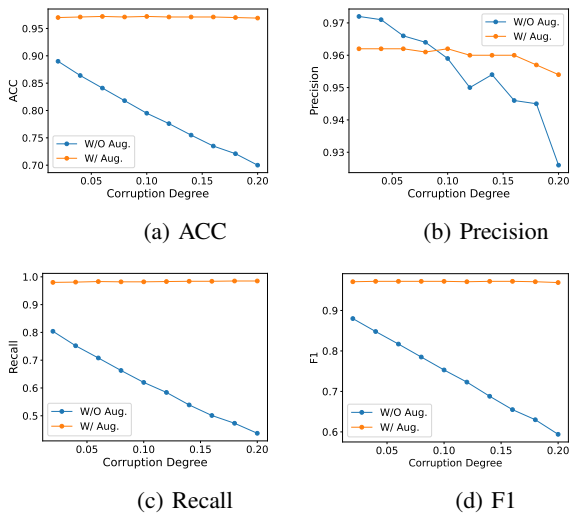 0.95
0.90
0.85
0.80
0.75
0.70
ACC
W/O Aug.
W/ Aug.
0.05 0.10 0.15 0.20
Corruption Degree
(a) ACC
0.97
0.96
0.95
0.94
0.93
Precision
W/O Aug.
W/ Aug.
0.05 0.10 0.15 0.20
Corruption Degree
(b) Precision
1.0
0.9
0.8
0.7
0.6
0.5
Recall
W/O Aug.
W/ Aug.
0.05 0.10 0.15 0.20
Corruption Degree
(c) Recall
0.9
0.8
0.7
0.6
F1
W/O Aug.
W/ Aug.
0.05 0.10 0.15 0.20
Corruption Degree
(d) F1